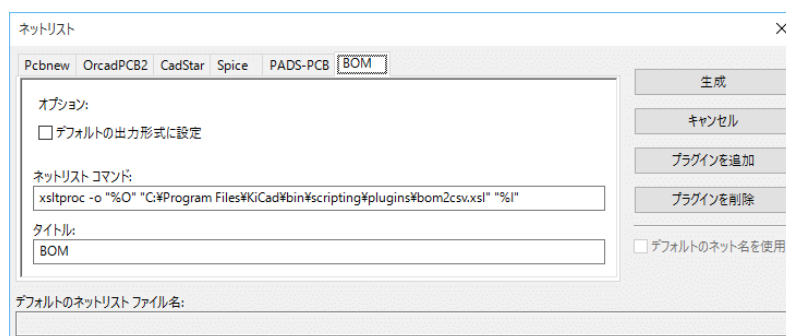 ネットリスト
Pcbnew OrcadPCB2 CadStar Spice PADS-PCB BOM
オプション:
デフォルトの出力形式に設定
ネットリスト コマンド:
xsltproc -o "%O" "C:¥Program Files¥KiCad¥bin¥scripting¥plugins¥bom2csv.xsl" "%I"
タイトル:
BOM
生成
キャンセル
プラグインを追加
プラグインを削除
デフォルトのネット名を使用
デフォルトのネットリスト ファイル名: